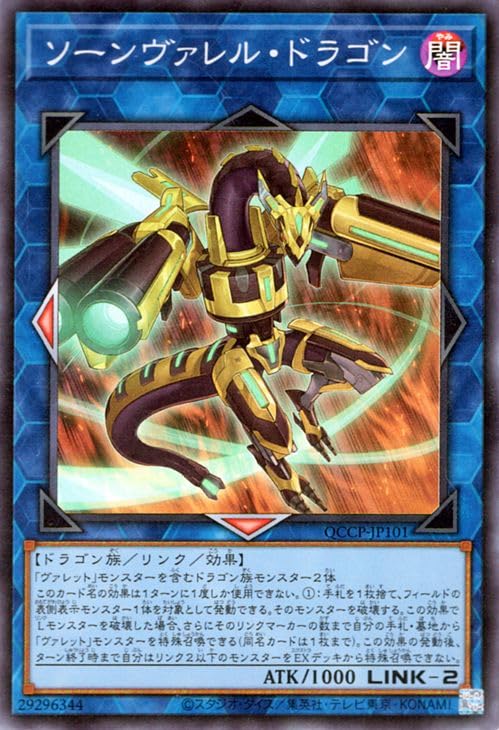 ソーンヴァレル・ドラゴン
闇
QCCP-JP101
【ドラゴン族／リンク／効果】
「ヴァレット」モンスターを含むドラゴン族モンスター2体
このカード名の効果は1ターンに1度しか使用できない。①：手札を1枚捨て、フィールドの
表側表示モンスター1体を対象として発動できる。そのモンスターを破壊する。この効果で
Lモンスターを破壊した場合、さらにそのリンクマーカーの数まで自分の手札・墓地から
「ヴァレット」モンスターを特殊召喚できる(同名カードは1枚まで)。この効果の発動後、
ターン終了時まで自分はリンク2以下のモンスターをEXデッキから特殊召喚できない。
ATK/1000 LINK-2
29296344 ©スタジオ・ダイス/集英社・テレビ東京・KONAMI